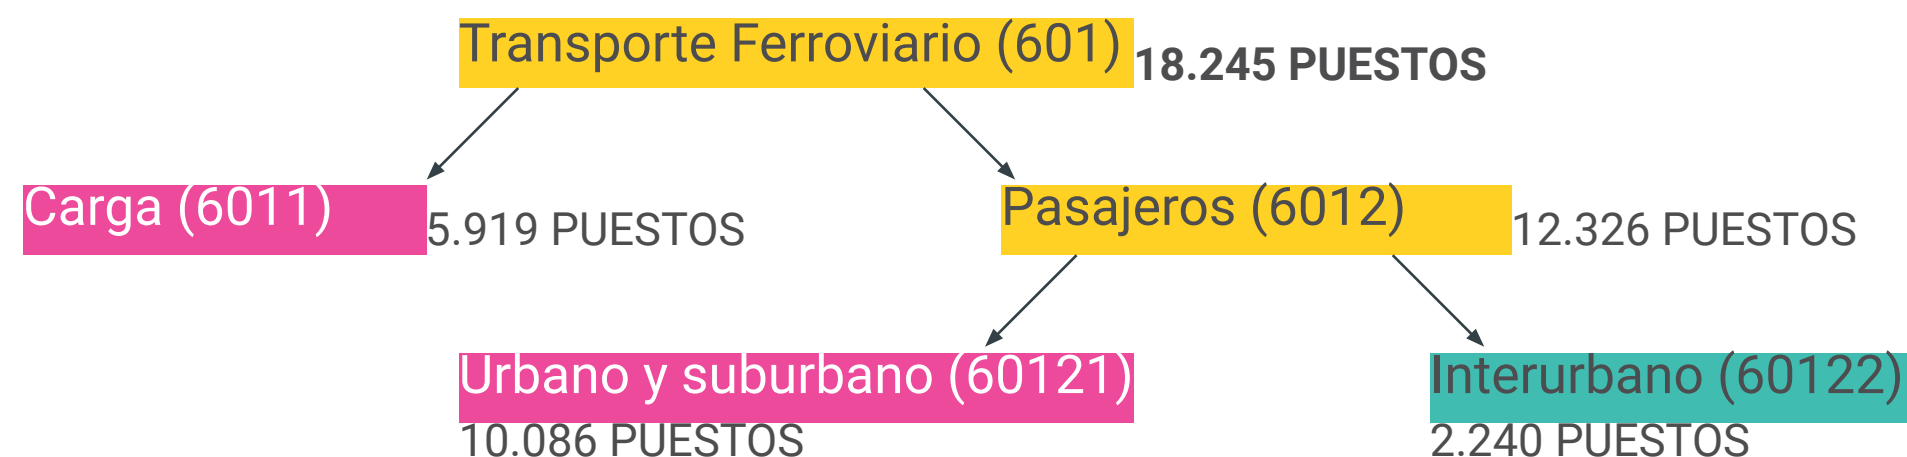 Transporte Ferroviario (601)
18.245 PUESTOS
Carga (6011)
5.919 PUESTOS
Pasajeros (6012)
12.326 PUESTOS
Urbano y suburbano (60121)
10.086 PUESTOS
Interurbano (60122)
2.240 PUESTOS